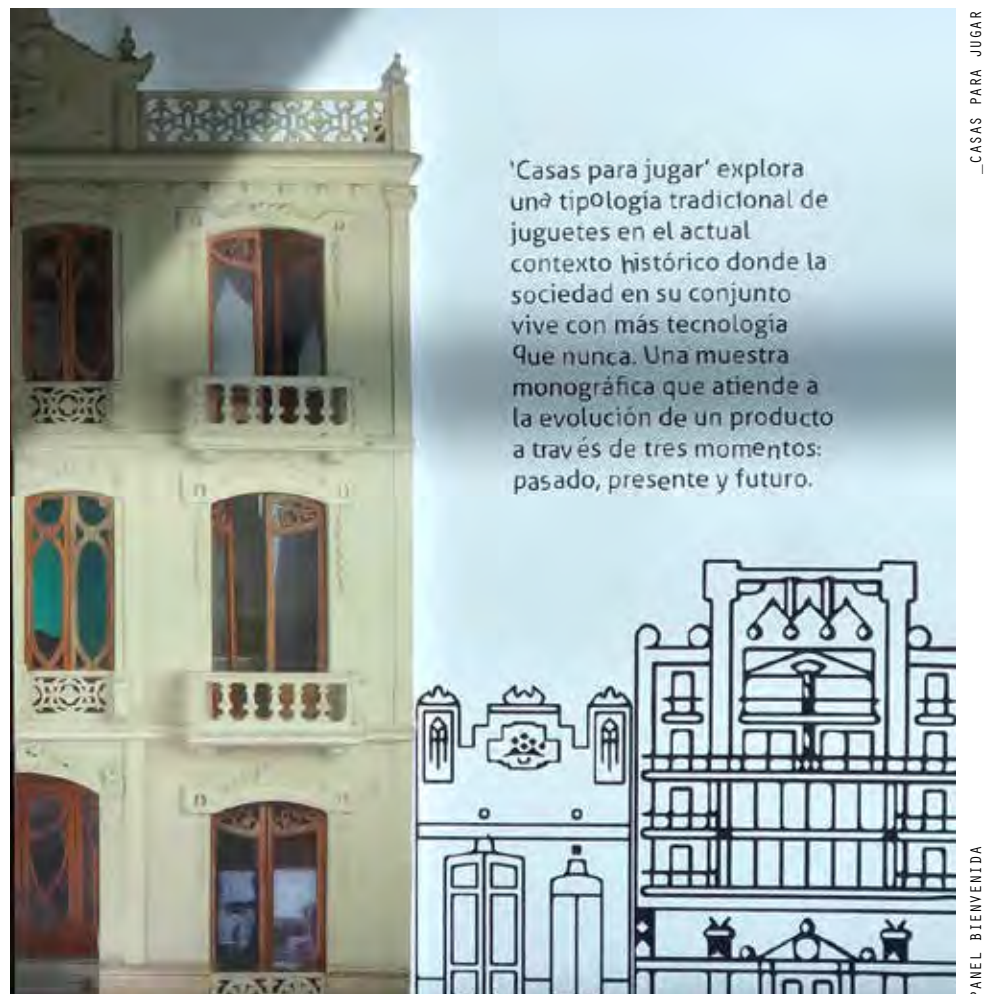 _CASAS PARA JUGAR
'Casas para jugar' explora
una tipología tradicional de
juguetes en el actual
contexto histórico donde la
sociedad en su conjunto
vive con más tecnología
que nunca. Una muestra
monográfica que atiende a
la evolución de un producto
a través de tres momentos:
pasado, presente y futuro.
PANEL BIENVENIDA